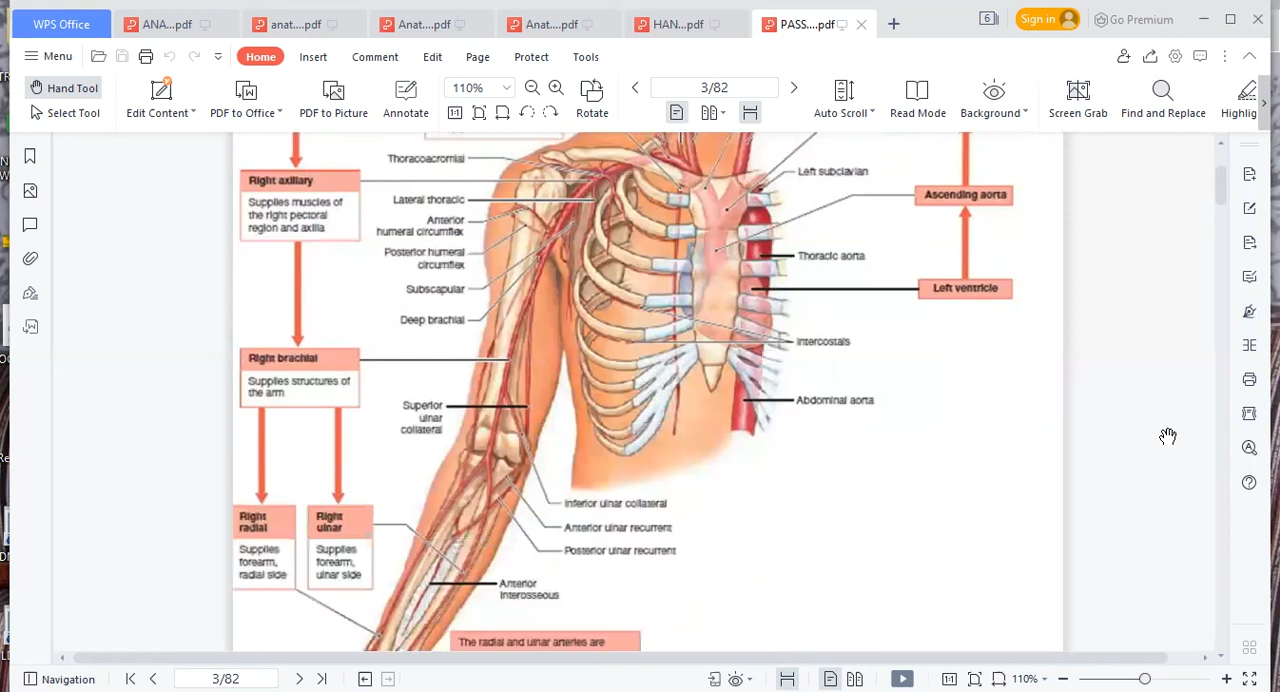 WPS Office
ANA....pdf
anat....pdf
Anat....pdf
Anat....pdf
HAN....pdf
PASS....pdf
6
Sign in
Go Premium
Menu
Home
Insert
Comment
Edit
Page
Protect
Tools
Hand Tool
Select Tool
Edit Content
PDF to Office
PDF to Picture
Annotate
110%
Rotate
3/82
Auto Scroll
Read Mode
Background
Screen Grab
Find and Replace
Highlig
Thoracoacromial
Right axillary
Supplies muscles of
the right pectoral
region and axilla
Lateral thoracic
Anterior
humeral circumflex
Posterior humeral
circumflex
Subscapular
Deep brachial
Left subclavian
Ascending aorta
Thoracic aorta
Left ventricle
Intercostals
Right brachial
Supplies structures of
the arm
Superior
ulnar
collateral
Abdominal aorta
Inferior ulnar collateral
Anterior ulnar recurrent
Posterior ulnar recurrent
Right
radial
Supplies
forearm,
radial side
Right
ulnar
Supplies
forearm,
ulnar side
Anterior
interosseous
The radial and ulnar arteries are
Navigation
3/82
110%